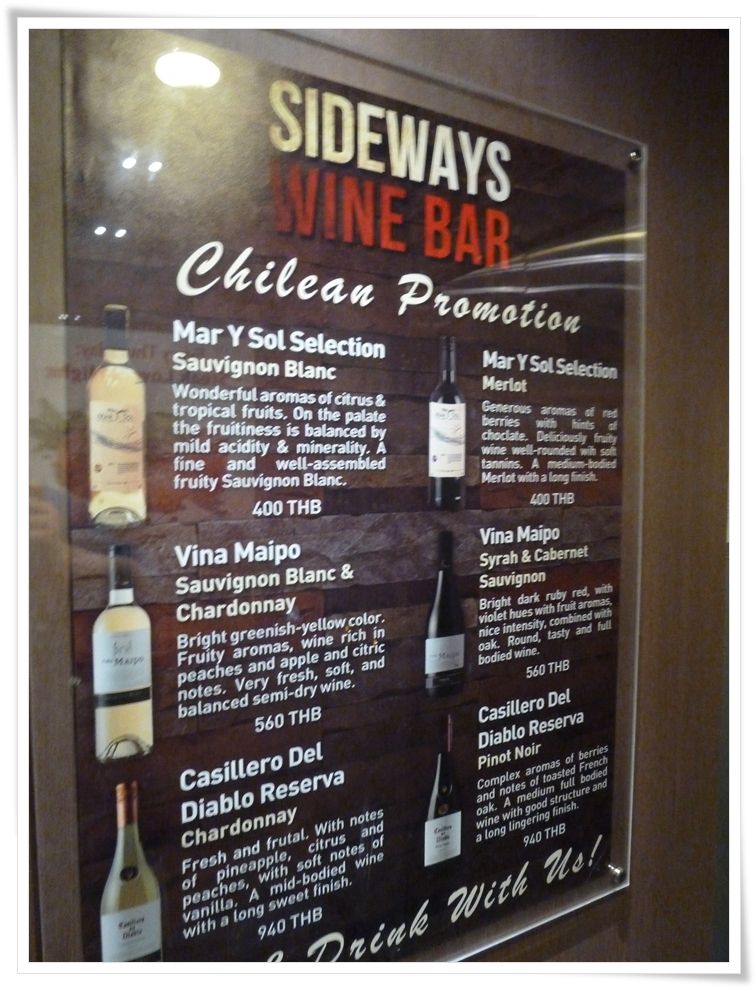 SIDEWAYS
WINE BAR
Chilean Promotion
Mar Y Sol Selection
Sauvignon Blanc
Wonderful aromas of citrus &
tropical fruits. On the palate
the fruitiness is balanced by
mild acidity & minerality. A
fine and well-assembled
fruity Sauvignon Blanc.
400 THB
Mar Y Sol Selection
Merlot
Generous aromas of red
berries with hints of
choclate. Deliciously fruity
wine well-rounded wih soft
tannins. A medium-bodied
Merlot with a long finish.
400 THB
Vina Maipo
Sauvignon Blanc &
Chardonnay
Bright greenish-yellow color.
Fruity aromas, wine rich in
peaches and apple and citric
notes. Very fresh, soft, and
balanced semi-dry wine.
560 THB
Vina Maipo
Syrah & Cabernet
Sauvignon
Bright dark ruby red, with
violet hues with fruit aromas,
nice intensity, combined with
oak. Round, tasty and full
bodied wine.
560 THB
Casillero Del
Diablo Reserva
Chardonnay
Fresh and frutal. With notes
of pineapple, citrus and
peaches, with soft notes of
vanilla. A mid-bodied wine
with a long sweet finish.
940 THB
Casillero Del
Diablo Reserva
Pinot Noir
Complex aromas of berries
and notes of toasted French
oak. A medium full bodied
wine with good structure and
a long lingering finish.
940 THB
Drink With Us!
MAIPO
Casillero
del
Diablo
Casillero
del
Diablo